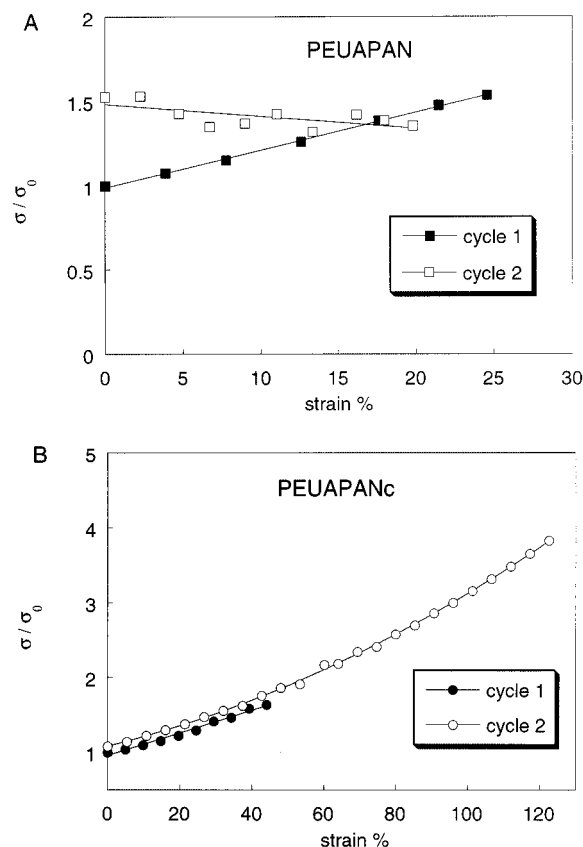 A
PEUAPAN
2
1.5
1
0.5
0
σ / σ₀
cycle 1
cycle 2
0 5 10 15 20 25 30
strain %
B
PEUAPANc
5
4
3
2
1
σ / σ₀
cycle 1
cycle 2
0 20 40 60 80 100 120
strain %